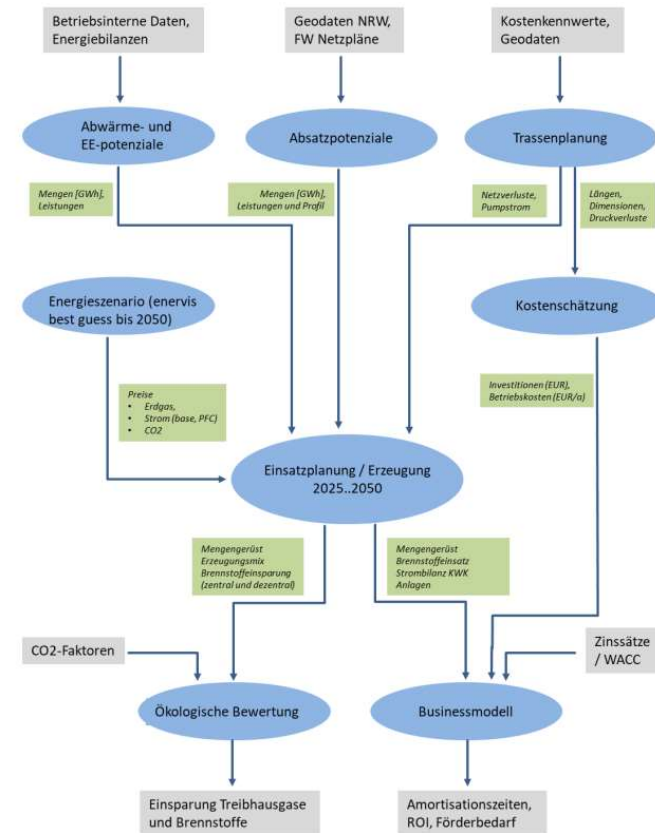 Betriebsinterne Daten,
Energiebilanzen
Geodaten NRW,
FW Netzpläne
Kostenkennwerte,
Geodaten
Abwärme- und
EE-potenziale
Absatzpotenziale
Trassenplanung
Mengen [GWh],
Leistungen
Mengen [GWh],
Leistungen und Profil
Netzverluste,
Pumpstrom
Längen,
Dimensionen,
Druckverluste
Energieszenario (enervis
best guess bis 2050)
Kostenschätzung
Preise
• Erdgas,
• Strom (base, PFC)
• CO2
Investitionen (EUR),
Betriebskosten (EUR/a)
Einsatzplanung / Erzeugung
2025..2050
Mengengerüst
Erzeugungsmix
Brennstoffeinsparung
(zentral und dezentral)
Mengengerüst
Brennstoffeinsatz
Strombilanz KWK
Anlagen
CO2-Faktoren
Zinssätze
/ WACC
Ökologische Bewertung
Businessmodell
Einsparung Treibhausgase
und Brennstoffe
Amortisationszeiten,
ROI, Förderbedarf